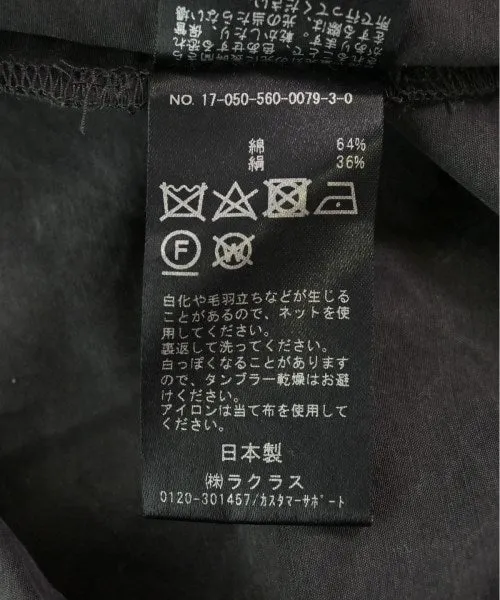 NO. 17-050-560-0079-3-0
綿 64%
絹 36%
F
W
白化や毛羽立ちなどが生じる
ことがあるので、ネットを使
用してください。
裏返して洗ってください。
白っぽくなることがあります
ので、タンブラー乾燥はお避
けください。
アイロンは当て布を使用して
ください。
日本製
㈱ラクラス
0120-301457/カスタマーサポート